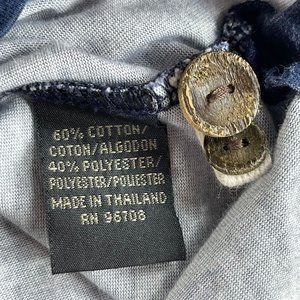 60% COTTON/
COTON/ALGODON
40% POLYESTER/
POLYESTER/POLIESTER
MADE IN THAILAND
RN 96708